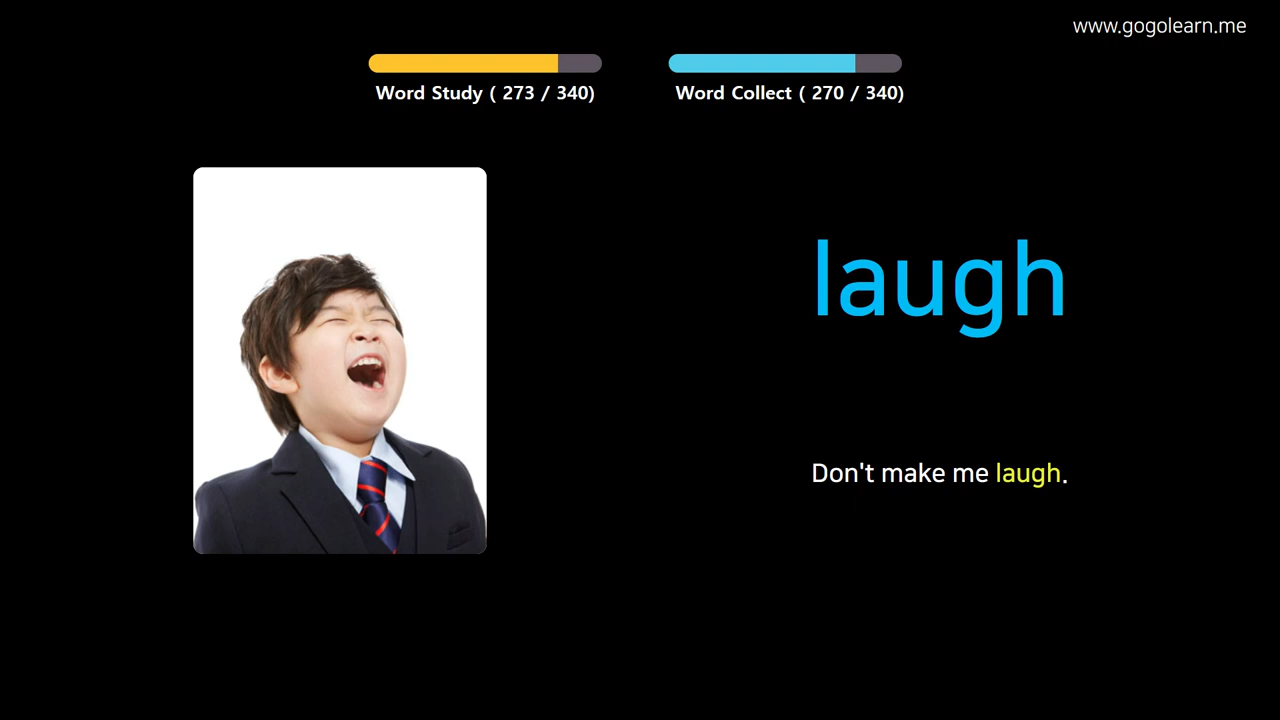 www.gogolearn.me
Word Study ( 273 / 340)
Word Collect ( 270 / 340)
laugh
Don't make me laugh.